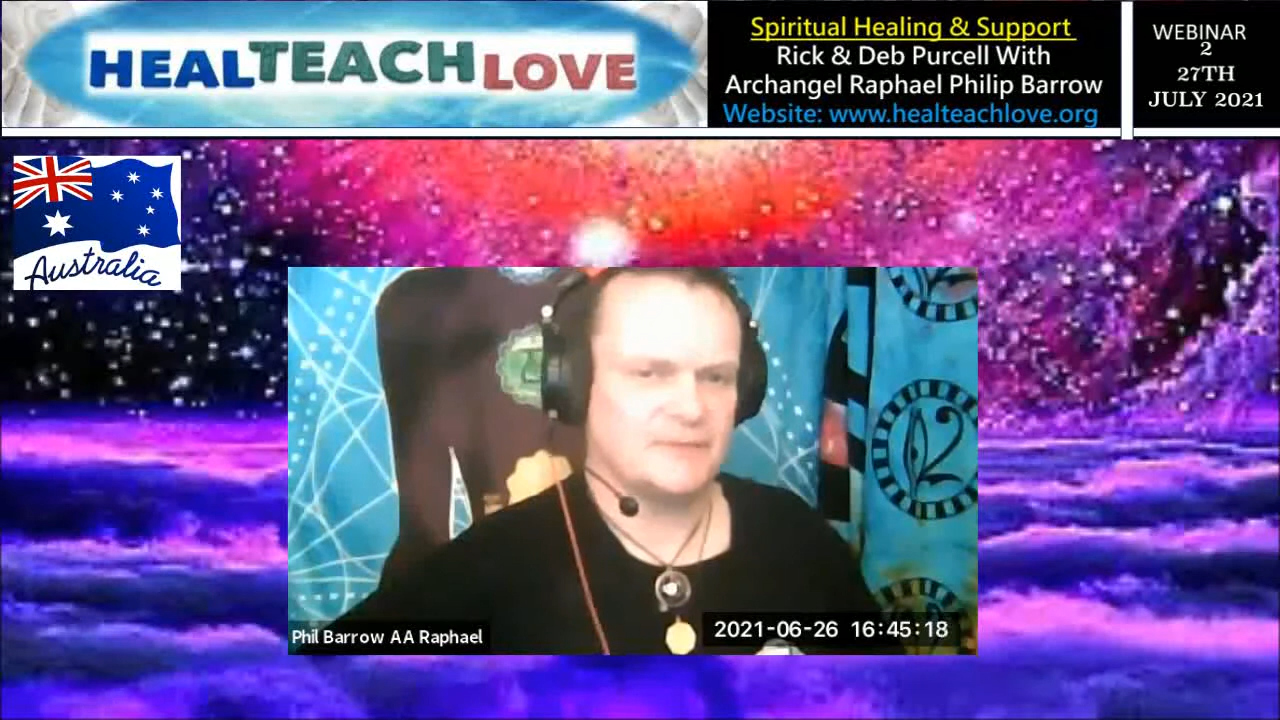 HEALTEACHLOVE
Spiritual Healing & Support
Rick & Deb Purcell With
Archangel Raphael Philip Barrow
Website: www.healteachlove.org
WEBINAR
2
27TH
JULY 2021
Australia
Phil Barrow AA Raphael
2021-06-26 16:45:18